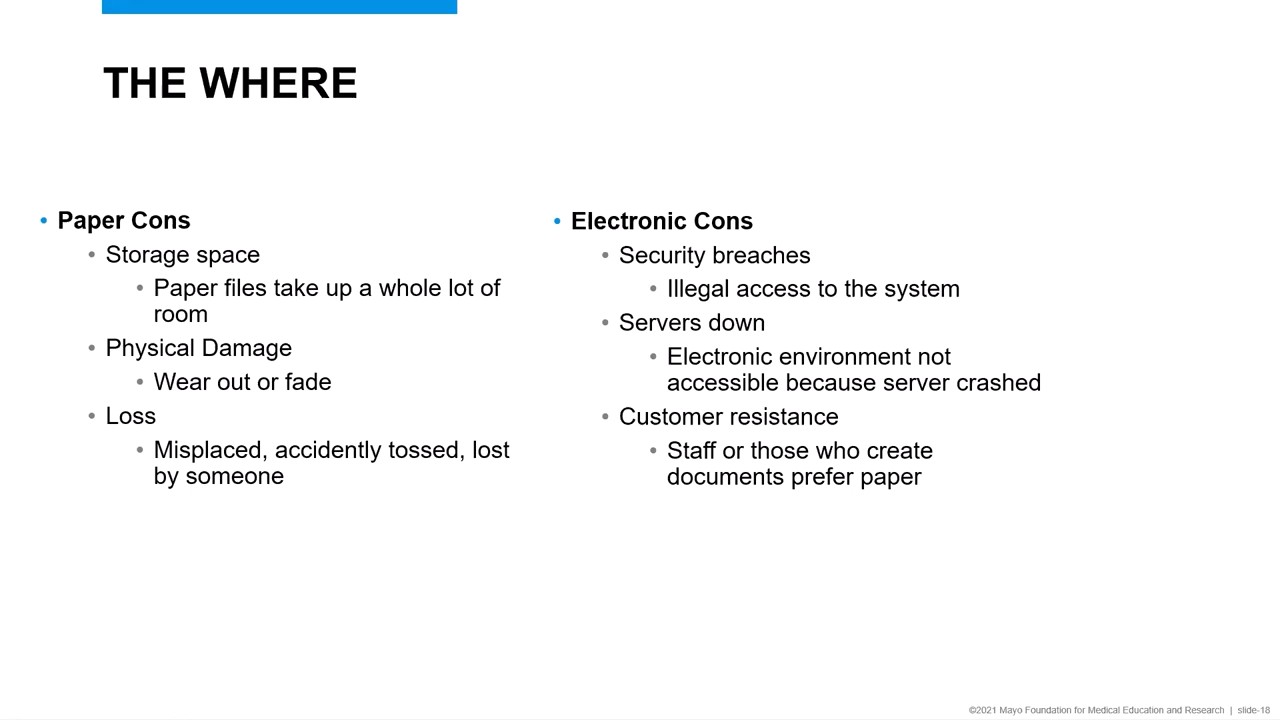 THE WHERE
• Paper Cons
• Storage space
• Paper files take up a whole lot of
room
• Physical Damage
• Wear out or fade
• Loss
• Misplaced, accidently tossed, lost
by someone
• Electronic Cons
• Security breaches
• Illegal access to the system
• Servers down
• Electronic environment not
accessible because server crashed
• Customer resistance
• Staff or those who create
documents prefer paper
©2021 Mayo Foundation for Medical Education and Research | slide-18